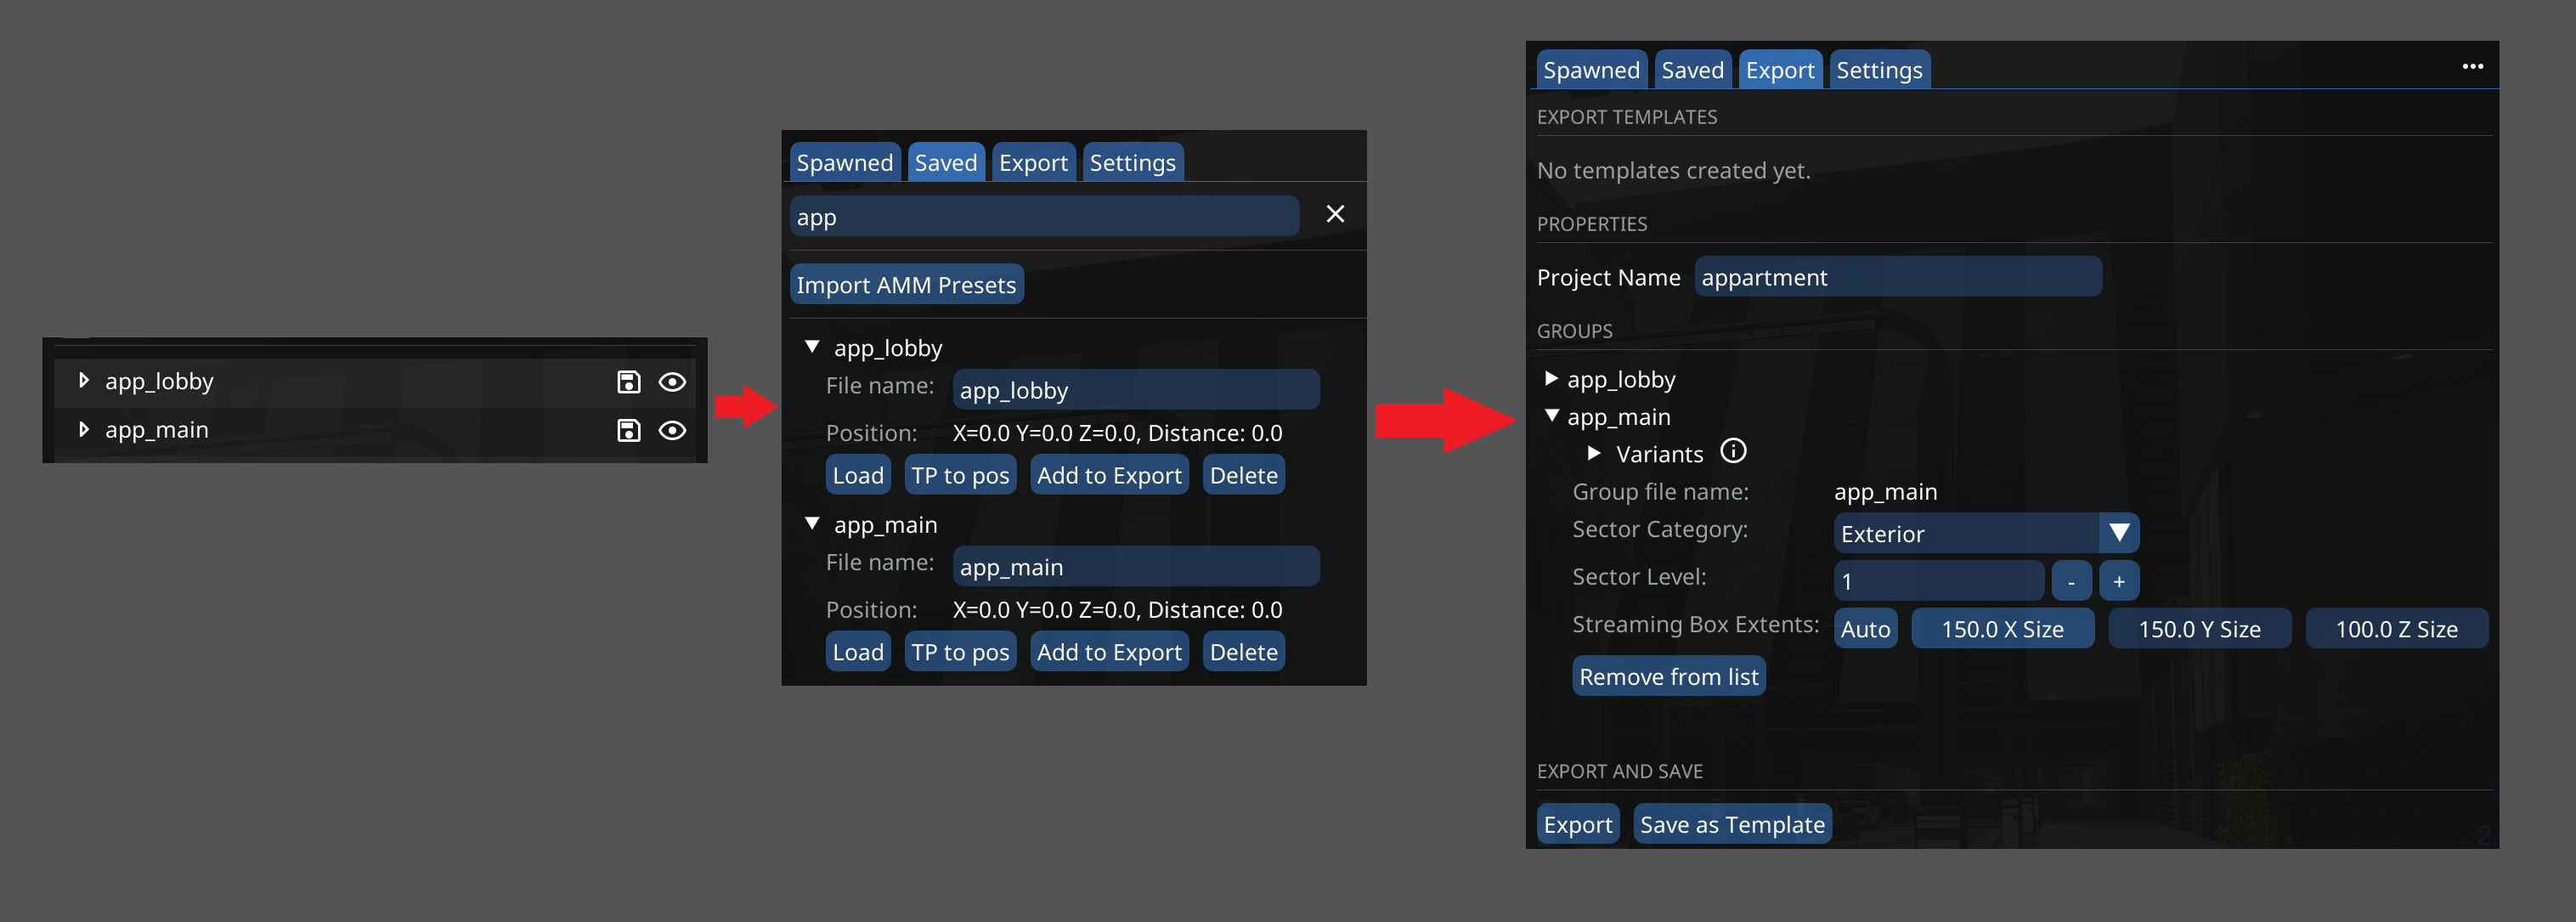 app_lobby
app_main
Spawned Saved Export Settings
app
Import AMM Presets
app_lobby
File name: app_lobby
Position: X=0.0 Y=0.0 Z=0.0, Distance: 0.0
Load TP to pos Add to Export Delete
app_main
File name: app_main
Position: X=0.0 Y=0.0 Z=0.0, Distance: 0.0
Load TP to pos Add to Export Delete
Spawned Saved Export Settings
EXPORT TEMPLATES
No templates created yet.
PROPERTIES
Project Name appartment
GROUPS
app_lobby
app_main
Variants
Group file name: app_main
Sector Category: Exterior
Sector Level: 1 - +
Streaming Box Extents: Auto 150.0 X Size 150.0 Y Size 100.0 Z Size
Remove from list
EXPORT AND SAVE
Export Save as Template